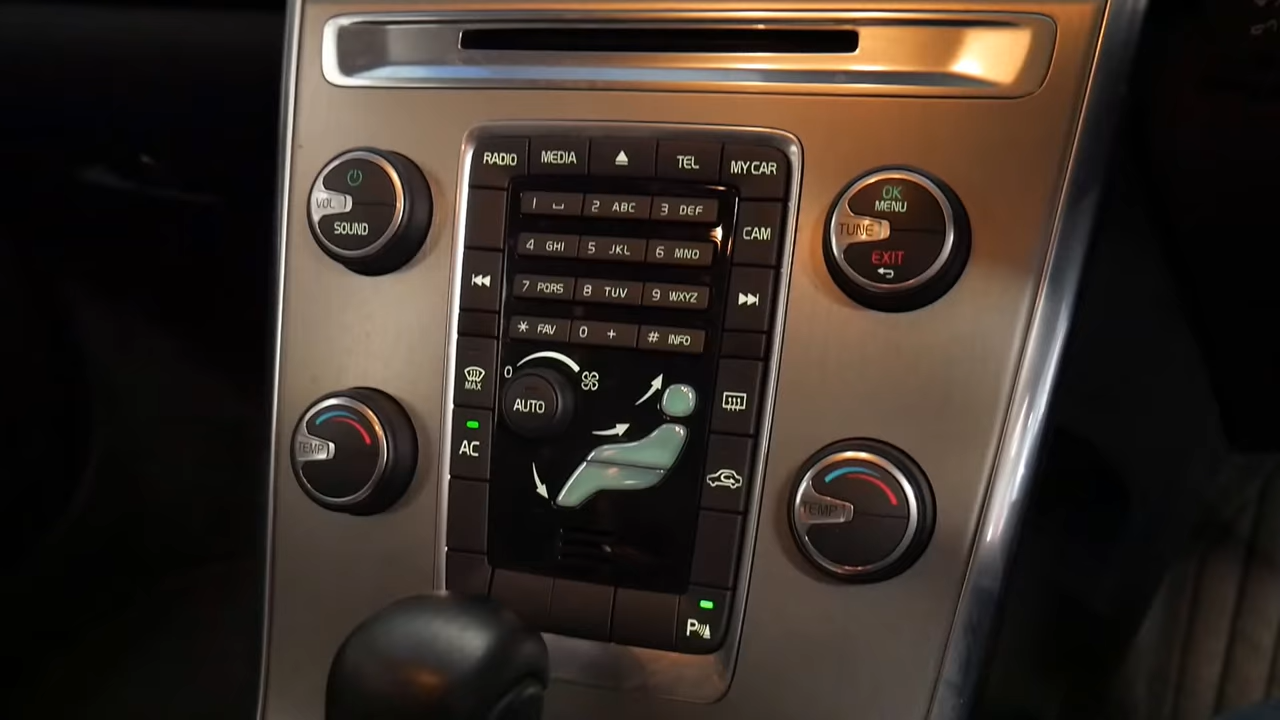 RADIO MEDIA TEL MY CAR
VOL
SOUND
OK
MENU
TUNE
EXIT
1 2 ABC 3 DEF
CAM
4 GHI 5 JKL 6 MNO
7 PQRS 8 TUV 9 WXYZ
* FAV 0 + # INFO
MAX
0
AUTO
AC
TEMP
TEMP
P